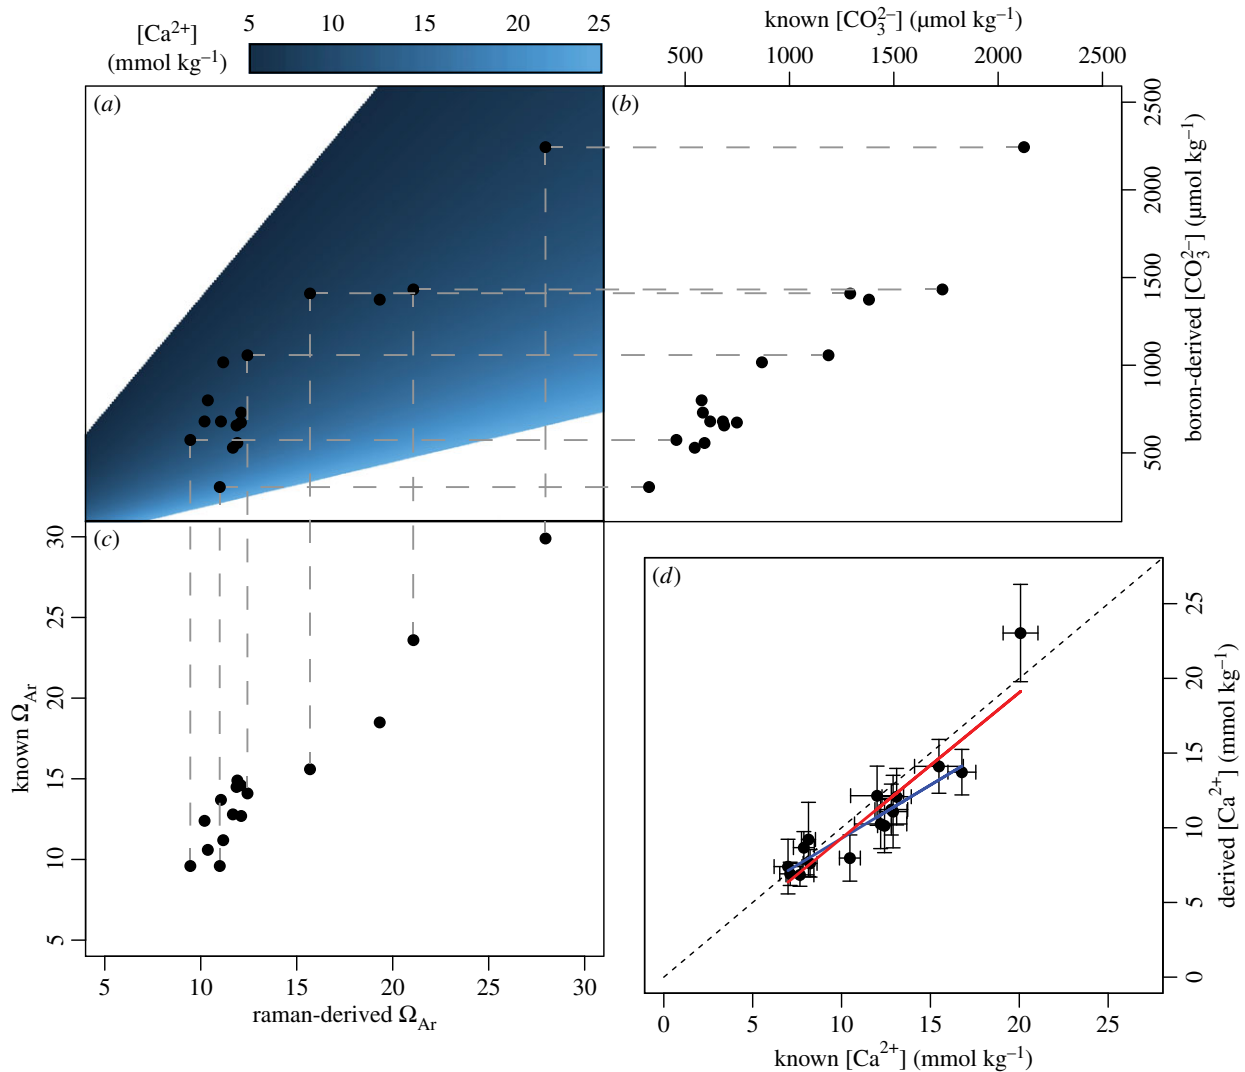 [Ca²⁺]
(mmol kg⁻¹)
5 10 15 20 25
known [CO₃²⁻] (μmol kg⁻¹)
500 1000 1500 2000 2500
(a)
(b)
2500
2000
1500
1000
500
boron-derived [CO₃²⁻] (μmol kg⁻¹)
(c)
30
25
20
15
10
5
known Ω_Ar
5 10 15 20 25 30
raman-derived Ω_Ar
(d)
25
20
15
10
5
0
derived [Ca²⁺] (mmol kg⁻¹)
0 5 10 15 20 25
known [Ca²⁺] (mmol kg⁻¹)